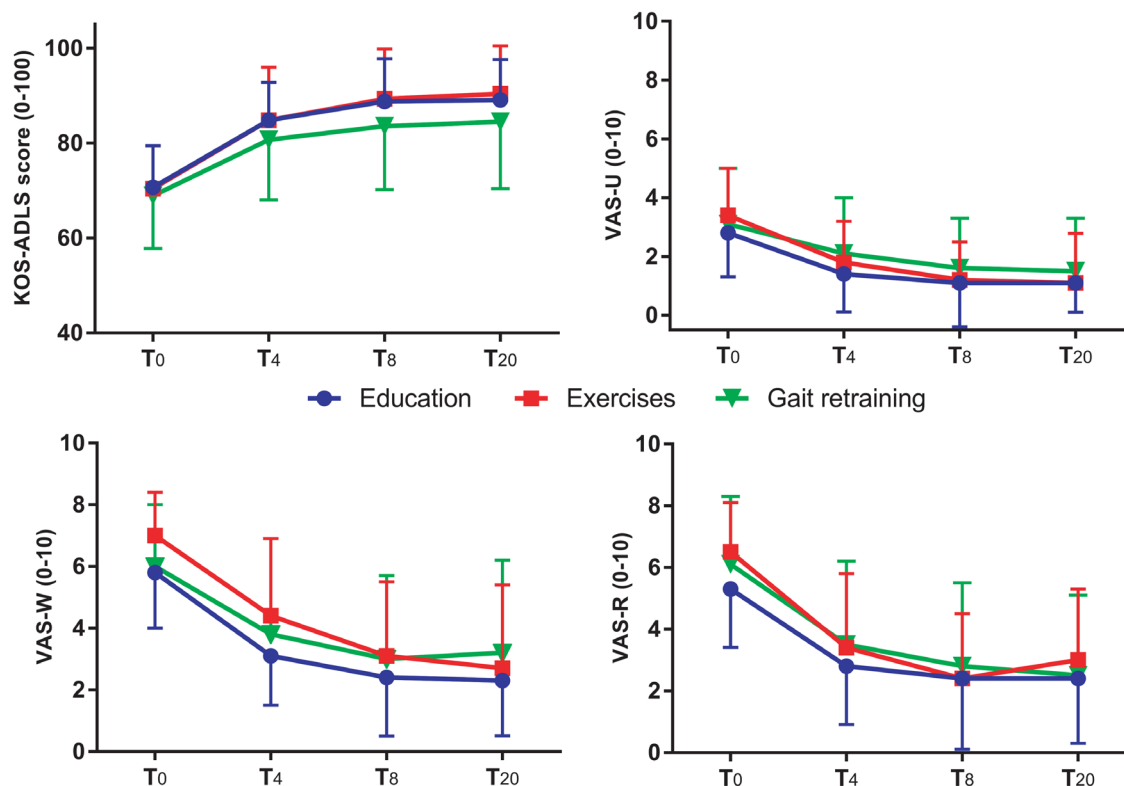 KOS-ADLS score (0-100)
100
80
60
40
T0 T4 T8 T20
VAS-U (0-10)
10
8
6
4
2
0
T0 T4 T8 T20
Education Exercises Gait retraining
VAS-W (0-10)
10
8
6
4
2
0
T0 T4 T8 T20
VAS-R (0-10)
10
8
6
4
2
0
T0 T4 T8 T20